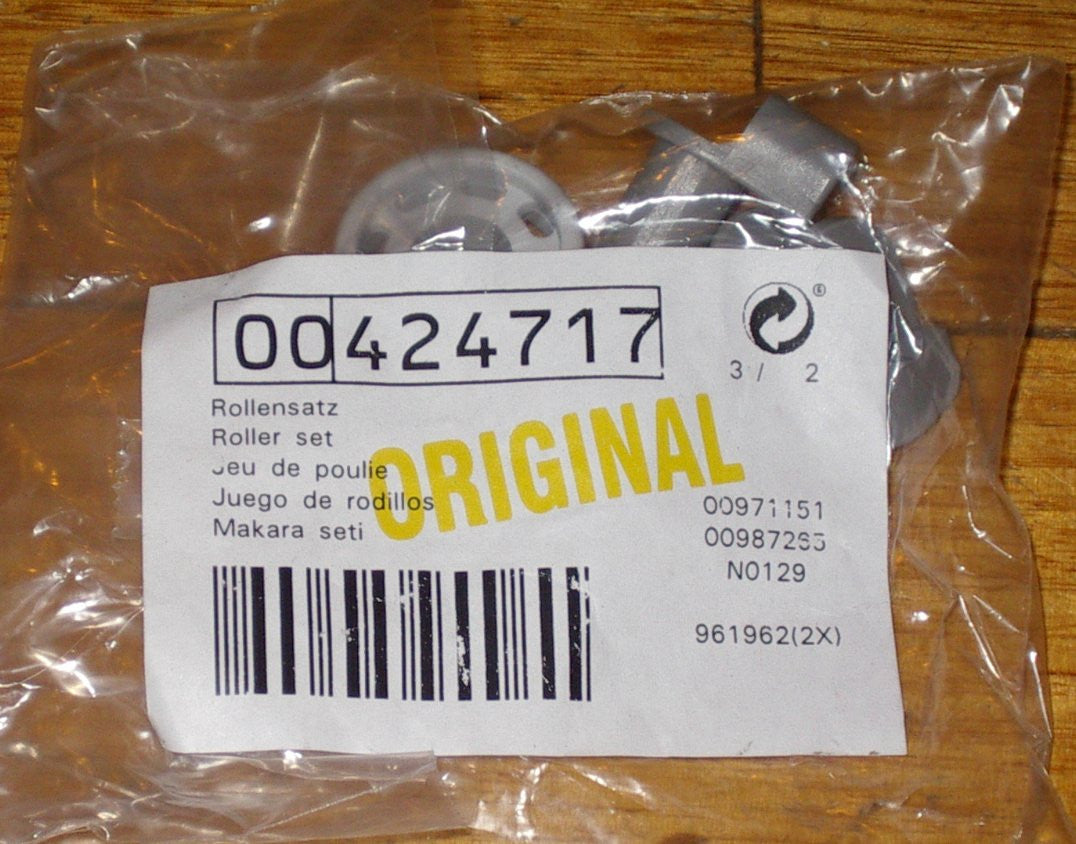 00424717
®
3 / 2
Rollensatz
Roller set
Jeu de poulie
Juego de rodillos
Makara seti
ORIGINAL
00971151
00987265
N0129
961962(2X)